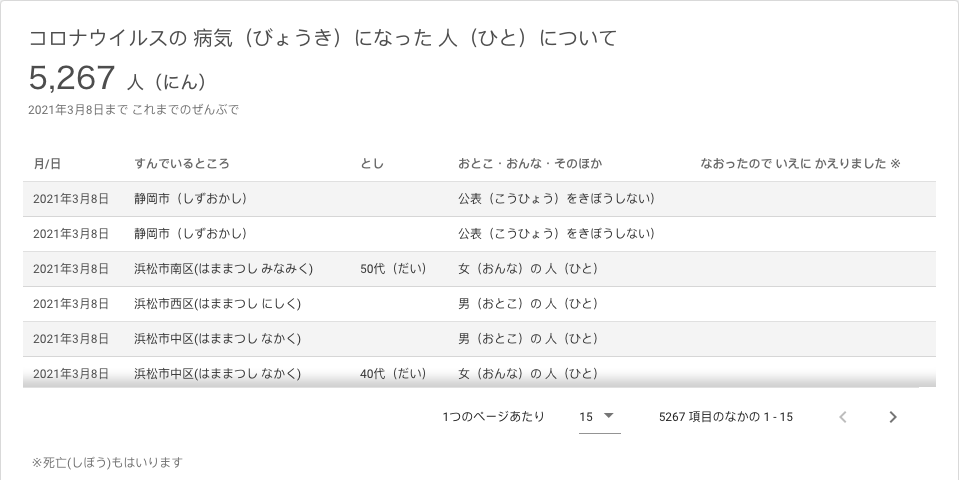 コロナウイルスの 病気（びょうき）になった 人（ひと）について
5,267 人（にん）
2021年3月8日まで これまでのぜんぶで
月/日 すんでいるところ とし おとこ・おんな・そのほか なおったので いえに かえりました ※
2021年3月8日 静岡市（しずおかし） 公表（こうひょう）をきぼうしない）
2021年3月8日 静岡市（しずおかし） 公表（こうひょう）をきぼうしない）
2021年3月8日 浜松市南区(はままつし みなみく) 50代（だい） 女（おんな）の 人（ひと）
2021年3月8日 浜松市西区(はままつし にしく) 男（おとこ）の 人（ひと）
2021年3月8日 浜松市中区(はままつし なかく) 男（おとこ）の 人（ひと）
2021年3月8日 浜松市中区(はままつし なかく) 40代（だい） 女（おんな）の 人（ひと）
1つのページあたり 15 5267 項目のなかの 1 - 15
※死亡(しぼう)もはいります